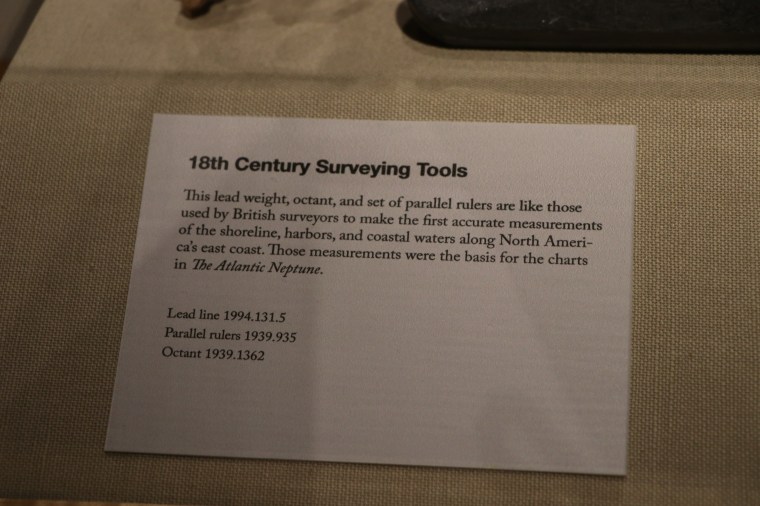 18th Century Surveying Tools
This lead weight, octant, and set of parallel rulers are like those
used by British surveyors to make the first accurate measurements
of the shoreline, harbors, and coastal waters along North Ameri-
ca's east coast. Those measurements were the basis for the charts
in The Atlantic Neptune.
Lead line 1994.131.5
Parallel rulers 1939.935
Octant 1939.1362